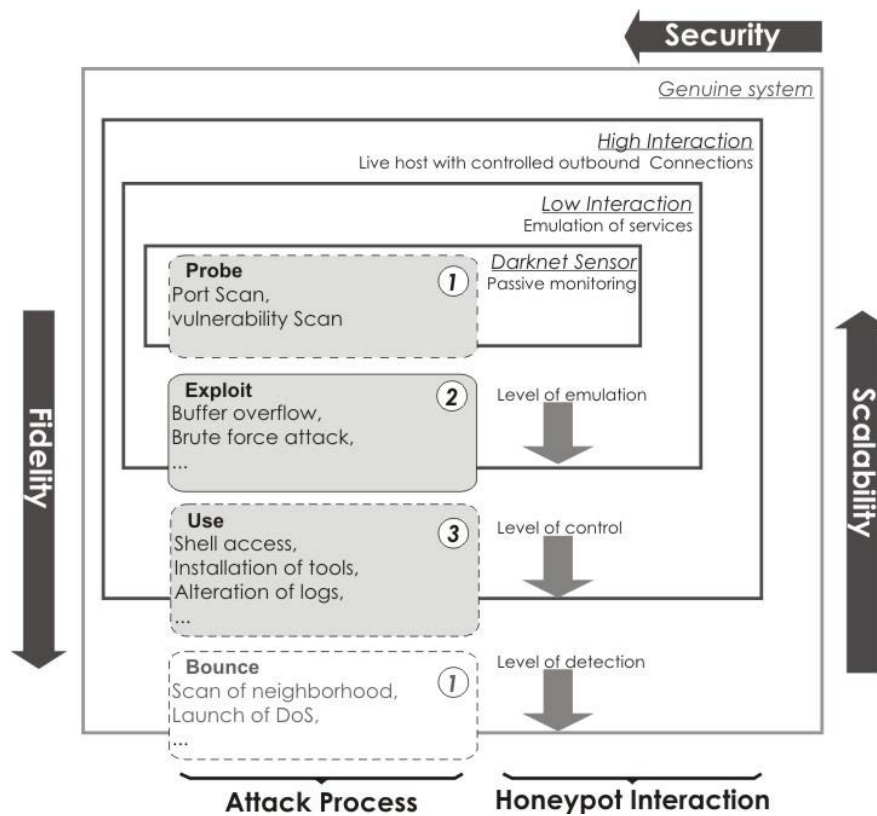 Security
Genuine system
High Interaction
Live host with controlled outbound Connections
Low Interaction
Emulation of services
Darknet Sensor
Passive monitoring
Probe
1
Port Scan,
vulnerability Scan
Exploit
2
Buffer overflow,
Brute force attack,
...
Level of emulation
Use
3
Shell access,
Installation of tools,
Alteration of logs,
...
Level of control
Bounce
1
Scan of neighborhood,
Launch of DoS,
...
Level of detection
Fidelity
Scalability
Attack Process
Honeypot Interaction